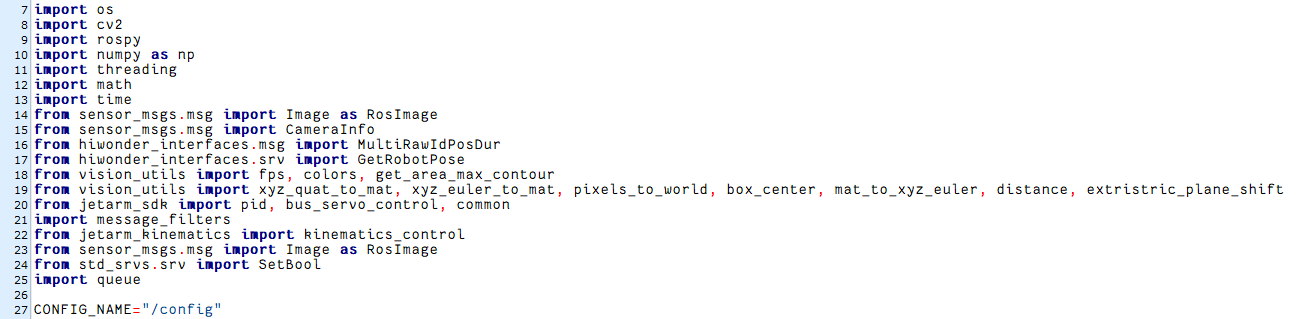 7 import os
8 import cv2
9 import rospy
10 import numpy as np
11 import threading
12 import math
13 import time
14 from sensor_msgs.msg import Image as RosImage
15 from sensor_msgs.msg import CameraInfo
16 from hiwonder_interfaces.msg import MultiRawIdPosDur
17 from hiwonder_interfaces.srv import GetRobotPose
18 from vision_utils import fps, colors, get_area_max_contour
19 from vision_utils import xyz_quat_to_mat, xyz_euler_to_mat, pixels_to_world, box_center, mat_to_xyz_euler, distance, extristric_plane_shift
20 from jetarm_sdk import pid, bus_servo_control, common
21 import message_filters
22 from jetarm_kinematics import kinematics_control
23 from sensor_msgs.msg import Image as RosImage
24 from std_srvs.srv import SetBool
25 import queue
26
27 CONFIG_NAME="/config"